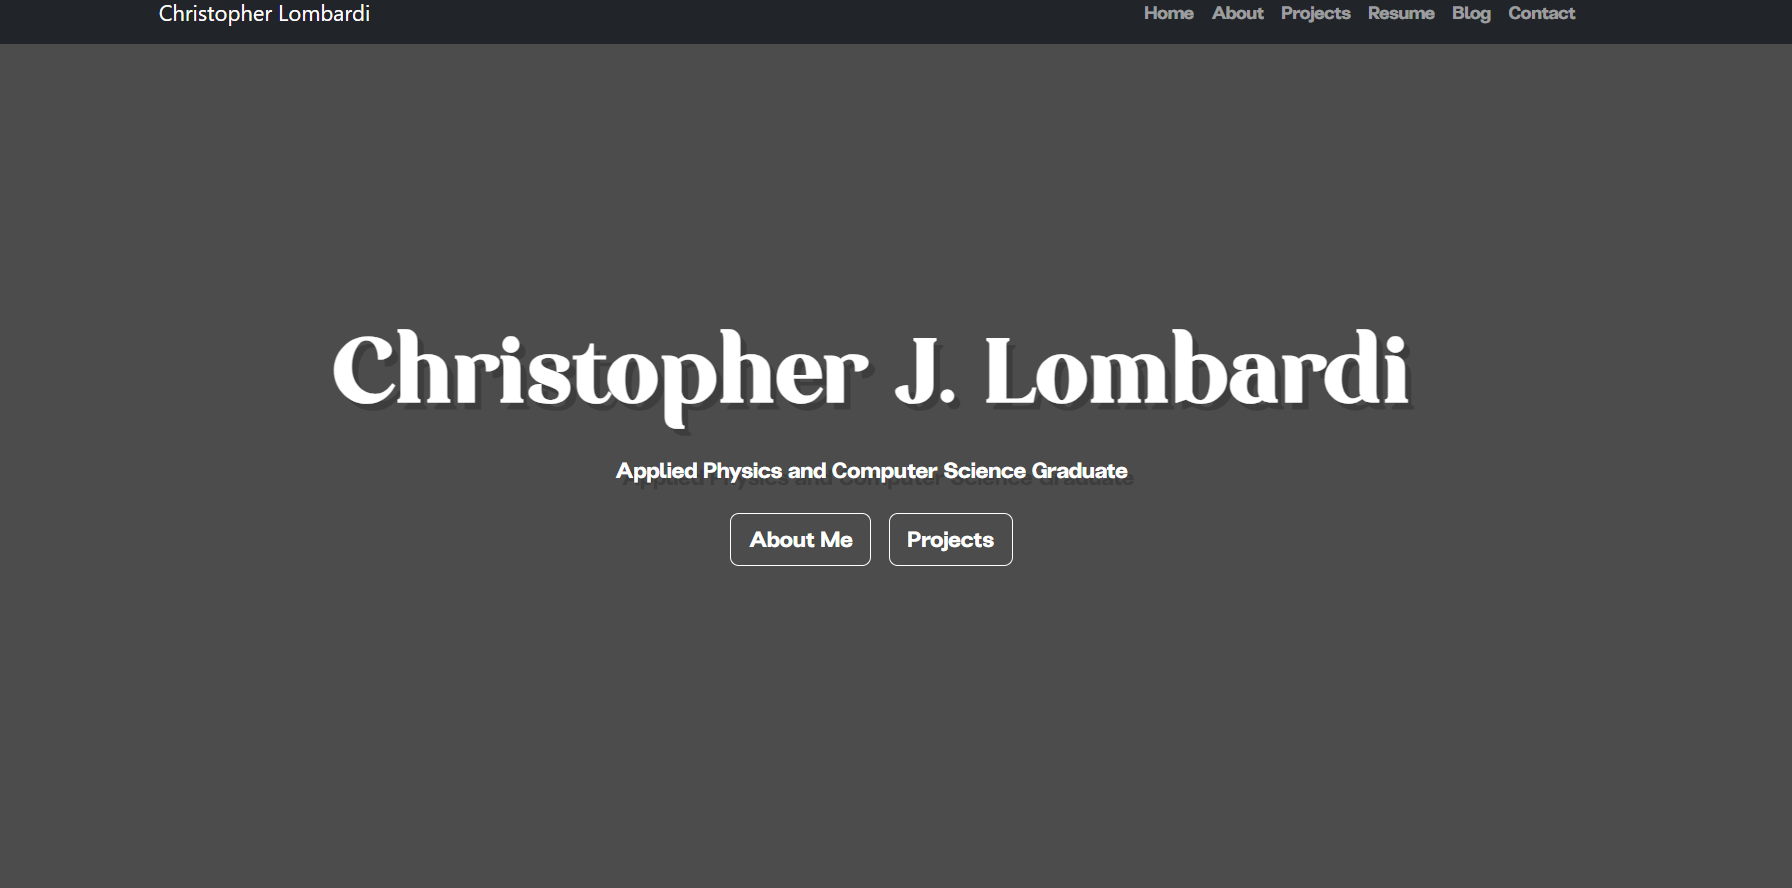 Christopher Lombardi Home About Projects Resume Blog Contact
Christopher J. Lombardi
Applied Physics and Computer Science Graduate
About Me Projects